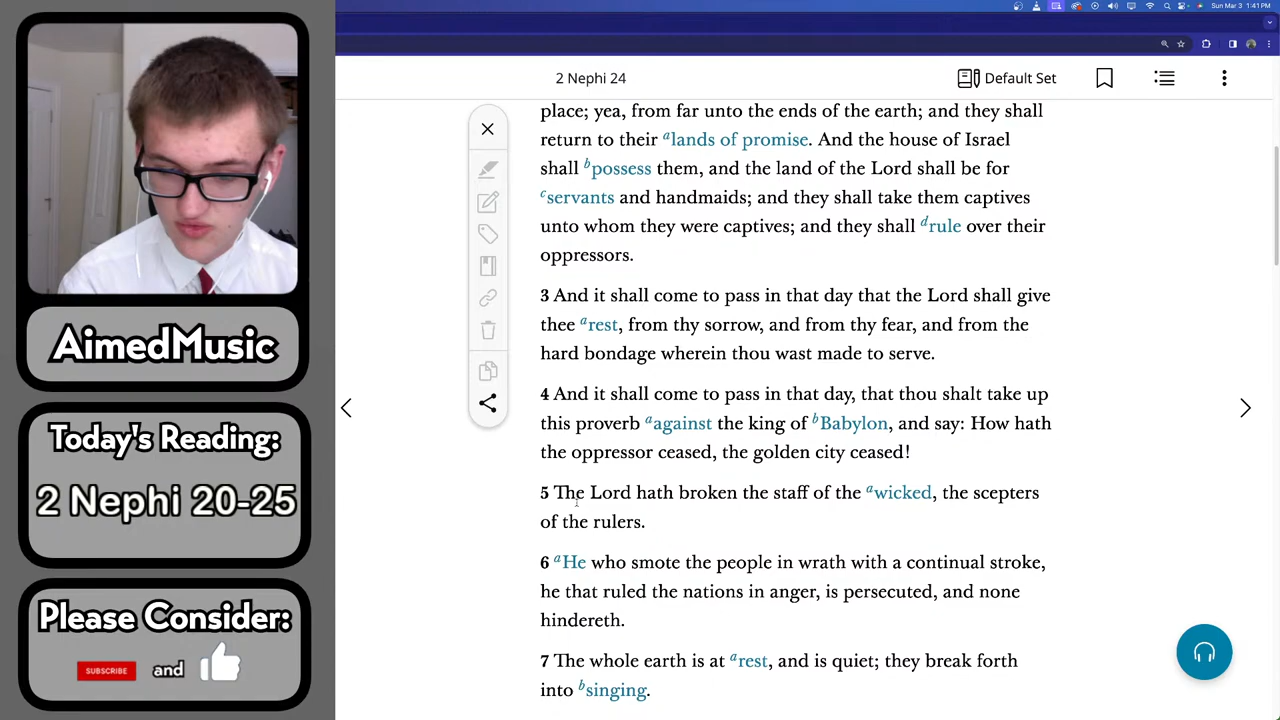 Sun Mar 3 1:41 PM
2 Nephi 24
Default Set
place; yea, from far unto the ends of the earth; and they shall
return to their a lands of promise. And the house of Israel
shall b possess them, and the land of the Lord shall be for
c servants and handmaids; and they shall take them captives
unto whom they were captives; and they shall d rule over their
oppressors.
3 And it shall come to pass in that day that the Lord shall give
thee a rest, from thy sorrow, and from thy fear, and from the
hard bondage wherein thou wast made to serve.
4 And it shall come to pass in that day, that thou shalt take up
this proverb a against the king of b Babylon, and say: How hath
the oppressor ceased, the golden city ceased!
5 The Lord hath broken the staff of the a wicked, the scepters
of the rulers.
6 a He who smote the people in wrath with a continual stroke,
he that ruled the nations in anger, is persecuted, and none
hindereth.
7 The whole earth is at a rest, and is quiet; they break forth
into b singing.
AimedMusic
Today's Reading:
2 Nephi 20-25
Please Consider:
SUBSCRIBE and